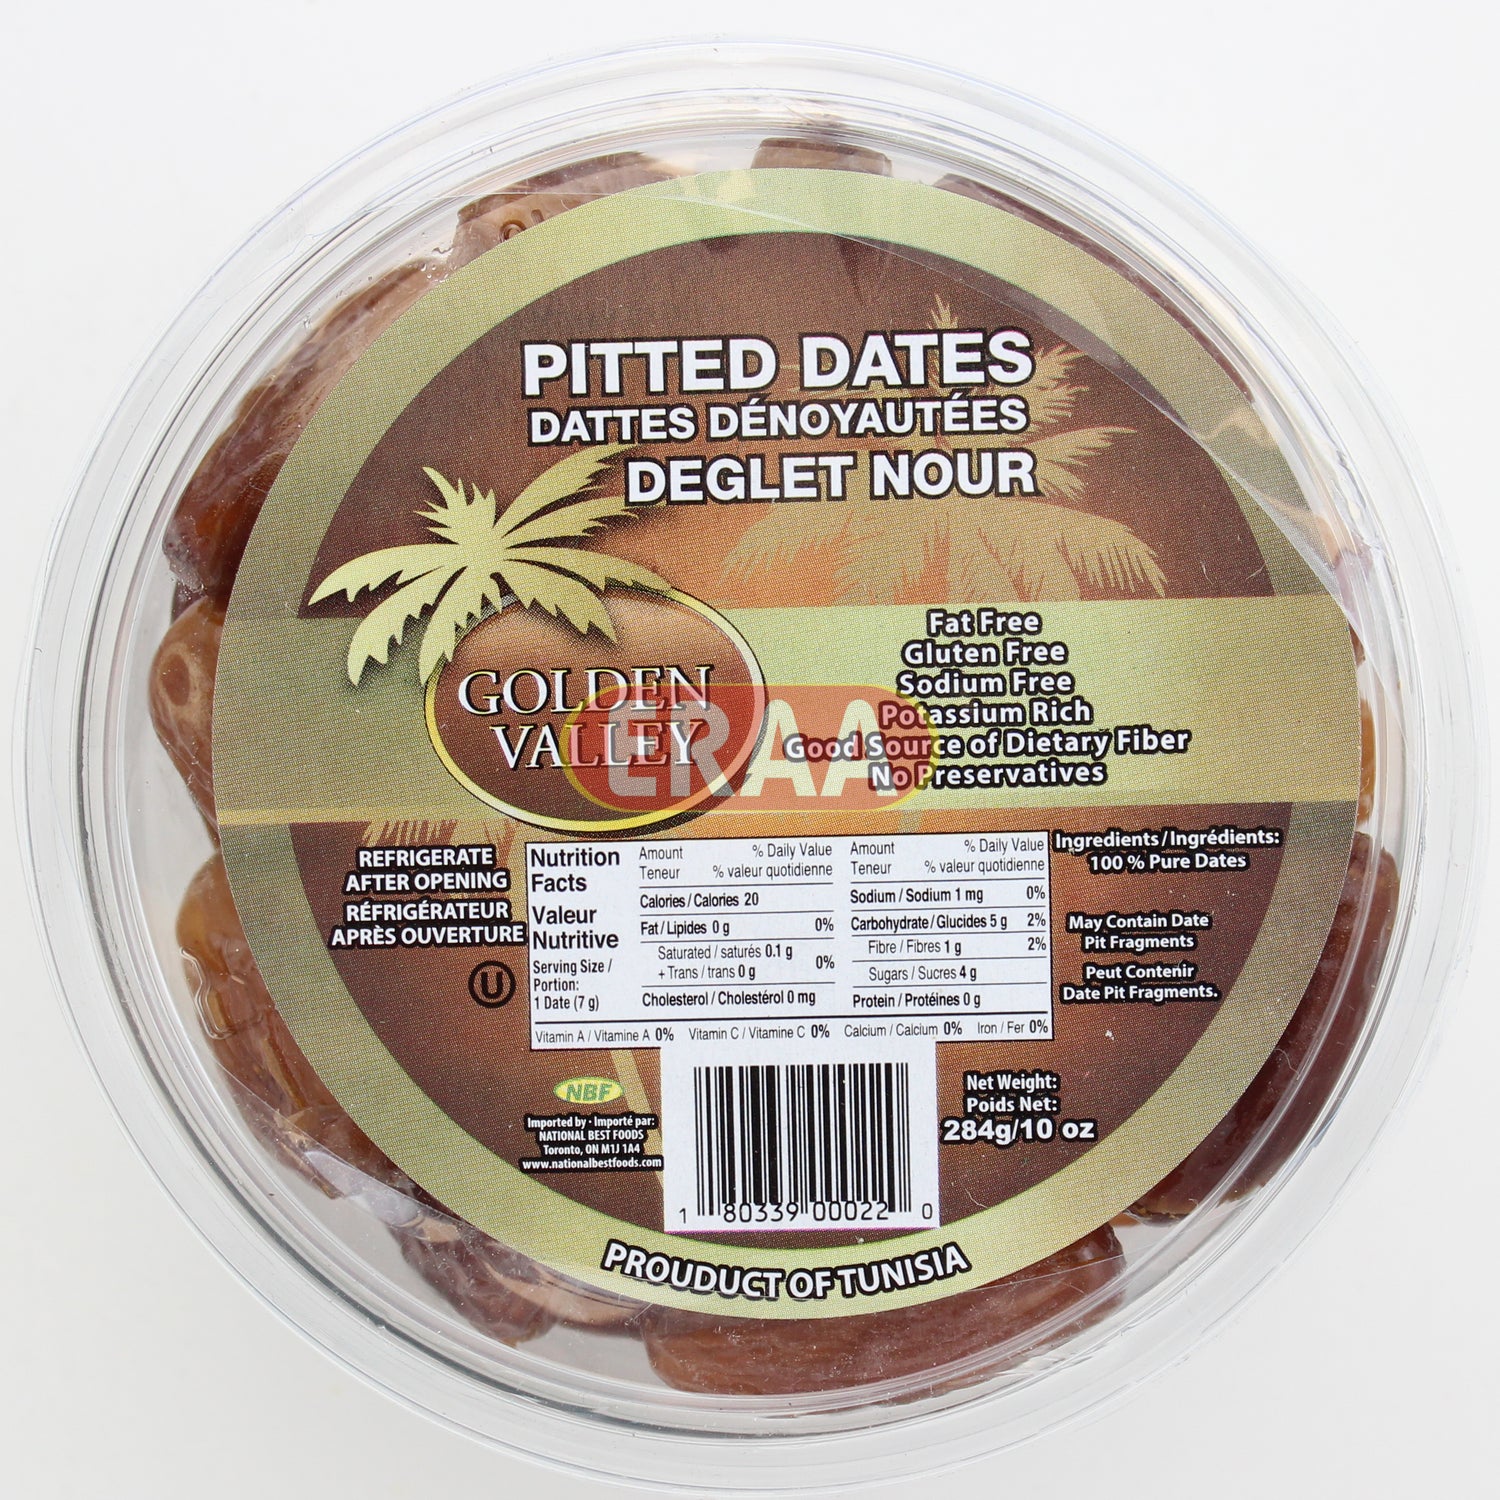 PITTED DATES
DATTES DÉNOYAUTÉES
DEGLET NOUR
GOLDEN
VALLEY
ERAA
Fat Free
Gluten Free
Sodium Free
Potassium Rich
Good Source of Dietary Fiber
No Preservatives
REFRIGERATE
AFTER OPENING
RÉFRIGÉRATEUR
APRÈS OUVERTURE
U
Nutrition
Facts
Valeur
Nutritive
Serving Size /
Portion:
1 Date (7 g)
Amount % Daily Value
Teneur % valeur quotidienne
Calories / Calories 20
Fat / Lipides 0 g 0%
Saturated / saturés 0.1 g
+ Trans / trans 0 g 0%
Cholesterol / Cholestérol 0 mg
Amount % Daily Value
Teneur % valeur quotidienne
Sodium / Sodium 1 mg 0%
Carbohydrate / Glucides 5 g 2%
Fibre / Fibres 1 g 2%
Sugars / Sucres 4 g
Protein / Protéines 0 g
Vitamin A / Vitamine A 0% Vitamin C / Vitamine C 0% Calcium / Calcium 0% Iron / Fer 0%
Ingredients / Ingrédients:
100 % Pure Dates
May Contain Date
Pit Fragments
Peut Contenir
Date Pit Fragments.
NBF
Imported by - Importé par:
NATIONAL BEST FOODS
Toronto, ON M1J 1A4
www.nationalbestfoods.com
1 80339 00022 0
Net Weight:
Poids Net:
284g/10 oz
PROUDUCT OF TUNISIA